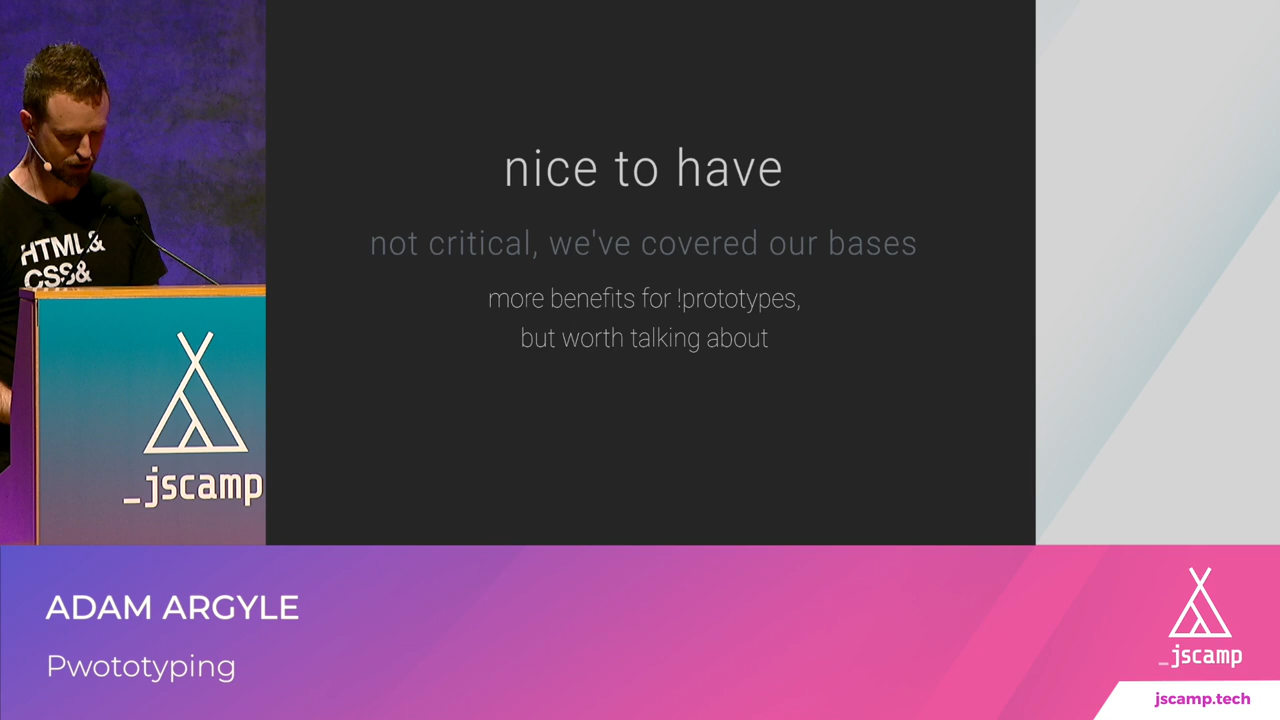 nice to have
not critical, we've covered our bases
more benefits for !prototypes,
but worth talking about
HTML&
CSS&
_jscamp
ADAM ARGYLE
Pwototyping
_jscamp
jscamp.tech